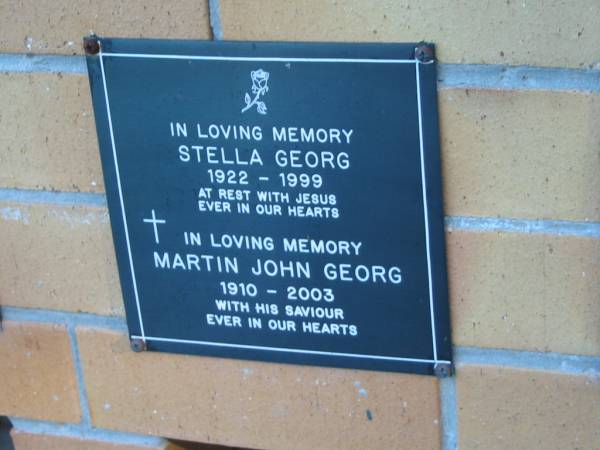 IN LOVING MEMORY
STELLA GEORG
1922 - 1999
AT REST WITH JESUS
EVER IN OUR HEARTS
IN LOVING MEMORY
MARTIN JOHN GEORG
1910 - 2003
WITH HIS SAVIOUR
EVER IN OUR HEARTS